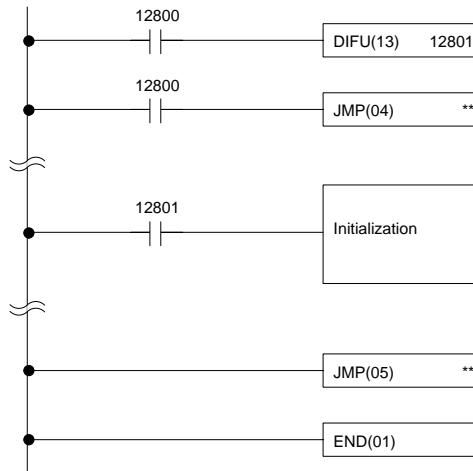 12800
DIFU(13) 12801
12800
JMP(04) **
12801
Initialization
JMP(05) **
END(01)